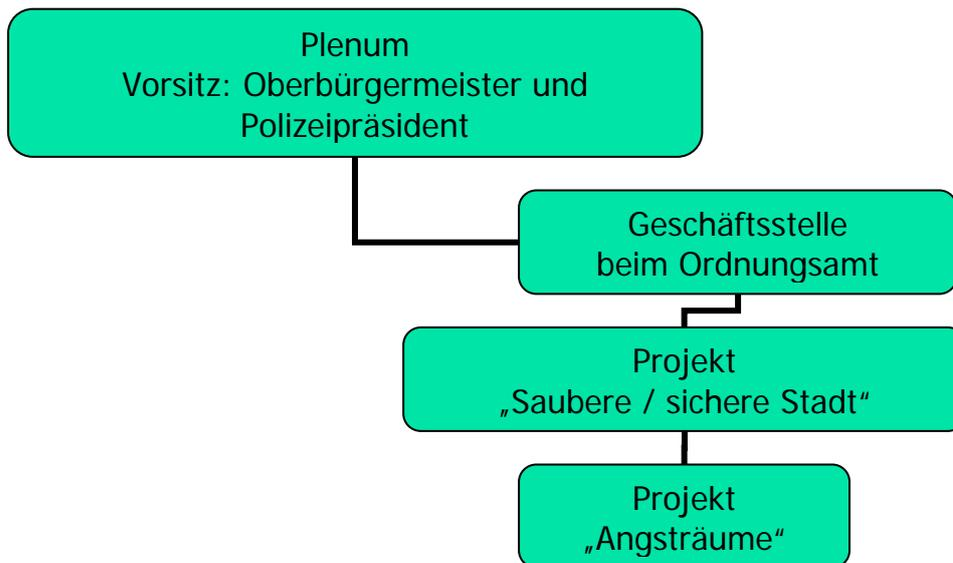 Plenum
Vorsitz: Oberbürgermeister und
Polizeipräsident
Geschäftsstelle
beim Ordnungsamt
Projekt
„Saubere / sichere Stadt“
Projekt
„Angsträume“